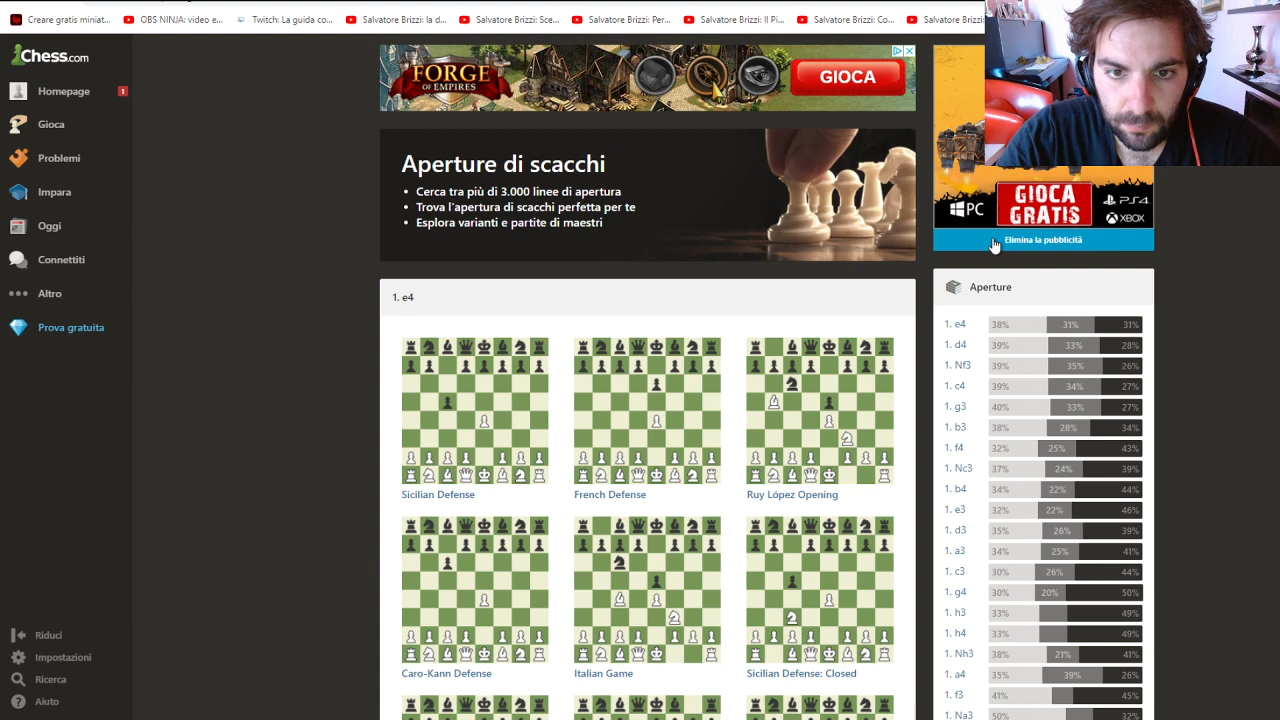 Creare gratis miniat...
OBS NINJA: video e...
Twitch: La guida co...
Salvatore Brizzi: la d...
Salvatore Brizzi: Sce...
Salvatore Brizzi: Per...
Salvatore Brizzi: Il Pi...
Salvatore Brizzi: Co...
Salvatore Brizzi:
Chess.com
Homepage
1
Gioca
Problemi
Impara
Oggi
Connettiti
Altro
Prova gratuita
Riduci
Impostazioni
Ricerca
Aiuto
FORGE
OF EMPIRES
GIOCA
Aperture di scacchi
• Cerca tra più di 3.000 linee di apertura
• Trova l'apertura di scacchi perfetta per te
• Esplora varianti e partite di maestri
1. e4
Sicilian Defense
French Defense
Ruy López Opening
Caro-Kann Defense
Italian Game
Sicilian Defense: Closed
PC
GIOCA
GRATIS
PS4
XBOX
Elimina la pubblicità
Aperture
1. e4 38% 31% 31%
1. d4 39% 33% 28%
1. Nf3 39% 35% 26%
1. c4 39% 34% 27%
1. g3 40% 33% 27%
1. b3 38% 28% 34%
1. f4 32% 25% 43%
1. Nc3 37% 24% 39%
1. b4 34% 22% 44%
1. e3 32% 22% 46%
1. d3 35% 26% 39%
1. a3 34% 25% 41%
1. c3 30% 26% 44%
1. g4 30% 20% 50%
1. h3 33% 49%
1. h4 33% 49%
1. Nh3 38% 21% 41%
1. a4 35% 39% 26%
1. f3 41% 45%
1. Na3 50% 32%